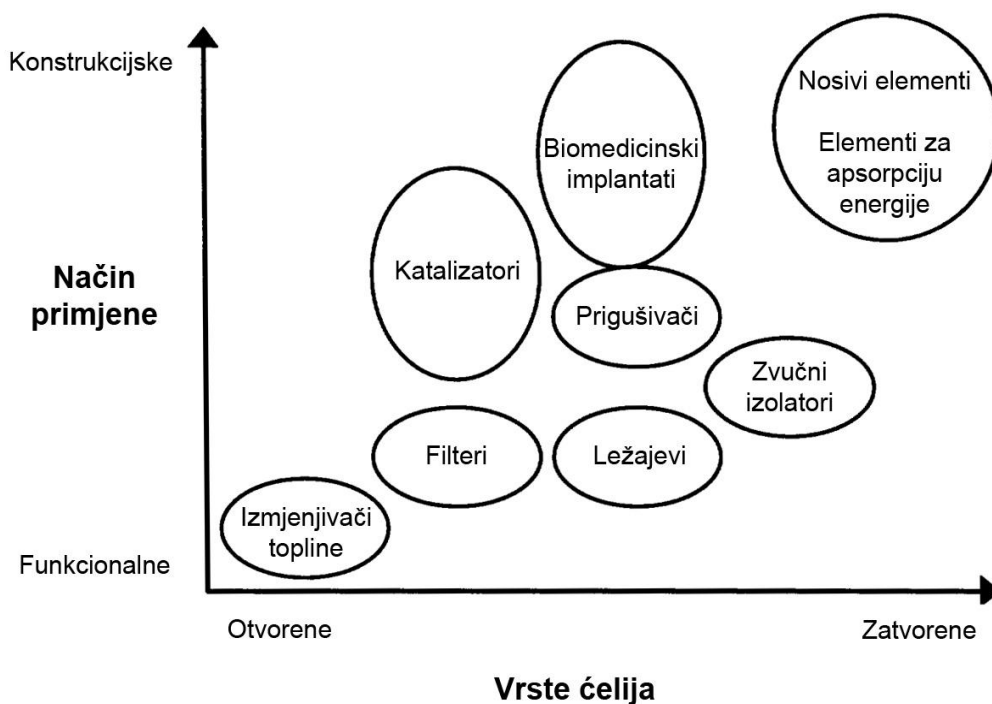 Konstrukcijske
Nosivi elementi
Elementi za
apsorpciju
energije
Biomedicinski
implantati
Katalizatori
Način
primjene
Prigušivači
Zvučni
izolatori
Filteri
Ležajevi
Izmjenjivači
topline
Funkcionalne
Otvorene
Zatvorene
Vrste ćelija